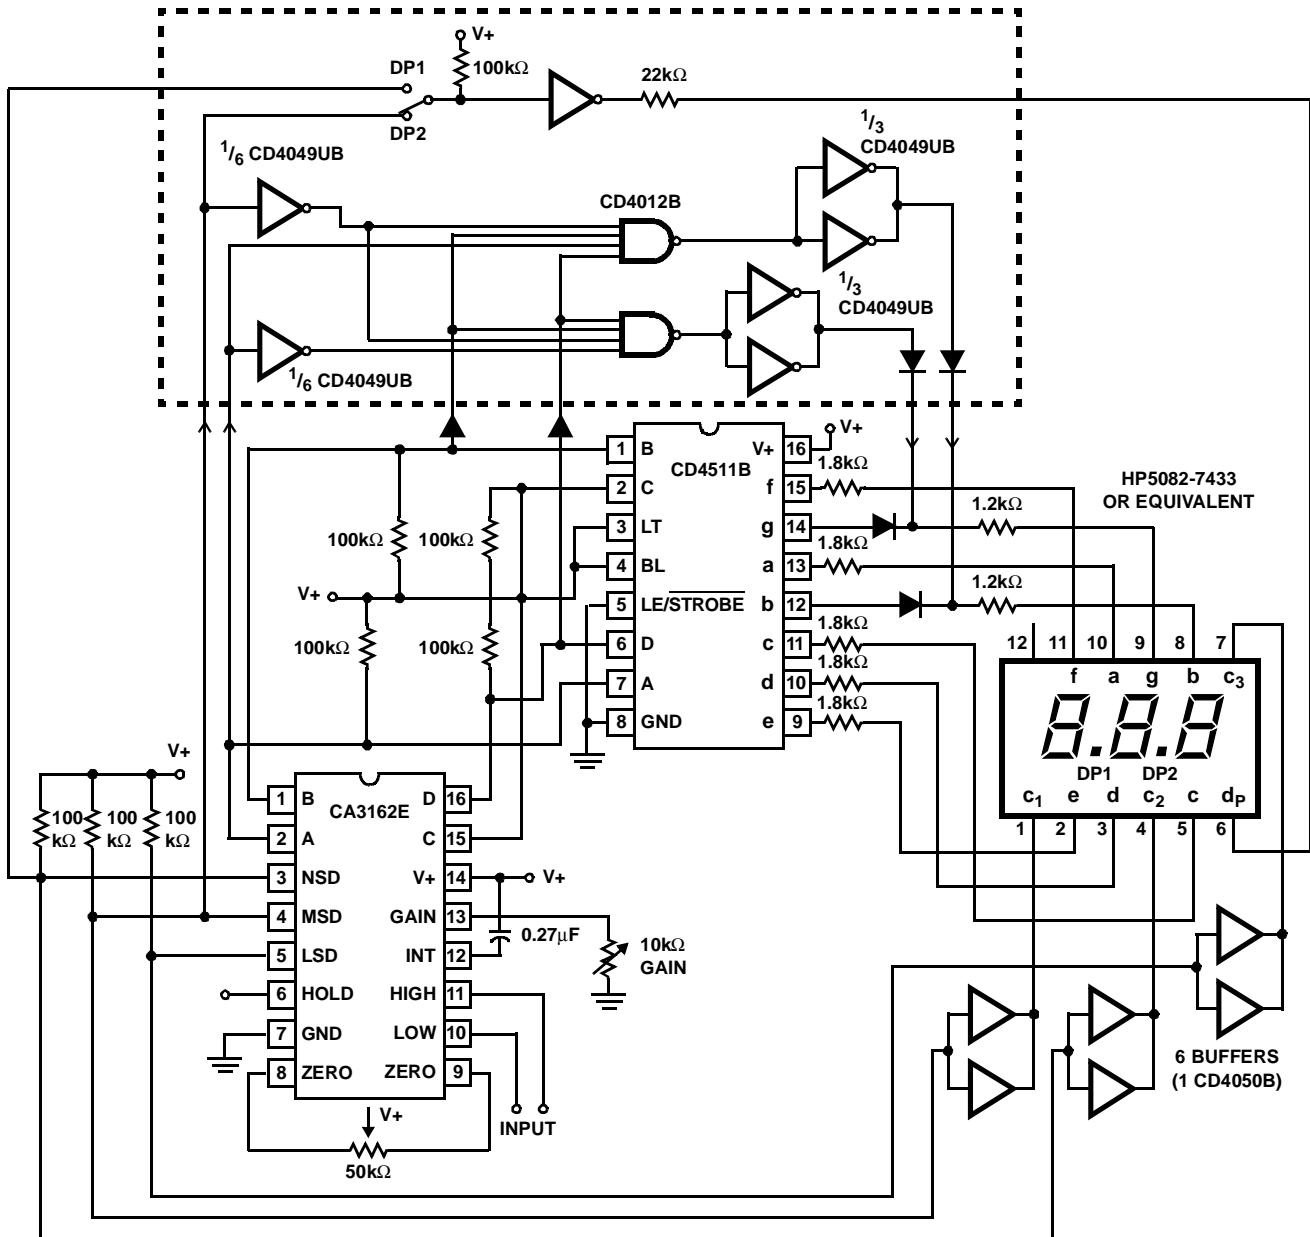 V+
DP1
100kΩ
22kΩ
DP2
1/3
CD4049UB
1/6 CD4049UB
CD4012B
1/3
CD4049UB
1/6 CD4049UB
1 B
2 C
3 LT
4 BL
5 LE/STROBE
6 D
7 A
8 GND
CD4511B
V+ 16
f 15
g 14
a 13
b 12
c 11
d 10
e 9
V+
1.8kΩ
1.2kΩ
1.8kΩ
1.2kΩ
1.8kΩ
1.8kΩ
1.8kΩ
HP5082-7433
OR EQUIVALENT
100kΩ
100kΩ
V+
100kΩ
100kΩ
12 11 10 9 8 7
f a g b c3
8.8.8
DP1 DP2
c1 e d c2 c dP
1 2 3 4 5 6
V+
100
kΩ
100
kΩ
100
kΩ
1 B
2 A
3 NSD
4 MSD
5 LSD
6 HOLD
7 GND
8 ZERO
CA3162E
D 16
C 15
V+ 14
GAIN 13
INT 12
HIGH 11
LOW 10
ZERO 9
V+
0.27µF
10kΩ
GAIN
V+
50kΩ
INPUT
6 BUFFERS
(1 CD4050B)